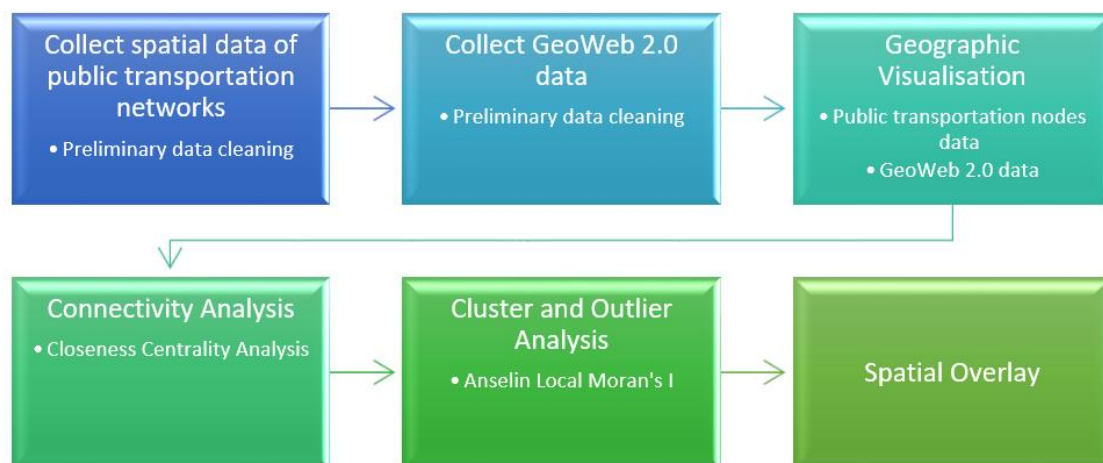 Collect spatial data of
public transportation
networks
• Preliminary data cleaning
Collect GeoWeb 2.0
data
• Preliminary data cleaning
Geographic
Visualisation
• Public transportation nodes
data
• GeoWeb 2.0 data
Connectivity Analysis
• Closeness Centrality Analysis
Cluster and Outlier
Analysis
• Anselin Local Moran's I
Spatial Overlay